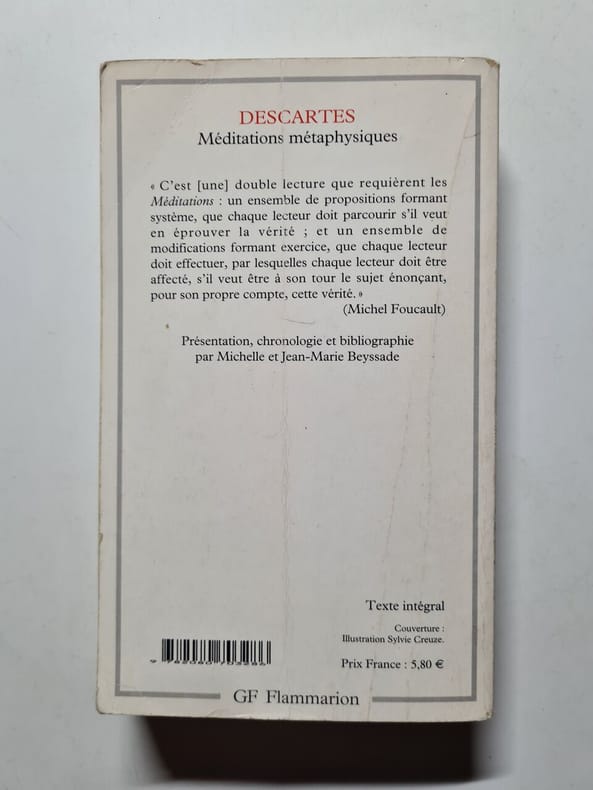 DESCARTES
Méditations métaphysiques
« C'est [une] double lecture que requièrent les
Méditations : un ensemble de propositions formant
système, que chaque lecteur doit parcourir s'il veut
en éprouver la vérité ; et un ensemble de
modifications formant exercice, que chaque lecteur
doit effectuer, par lesquelles chaque lecteur doit être
affecté, s'il veut être à son tour le sujet énonçant,
pour son propre compte, cette vérité. »
(Michel Foucault)
Présentation, chronologie et bibliographie
par Michelle et Jean-Marie Beyssade
Texte intégral
Couverture :
Illustration Sylvie Creuze.
Prix France : 5,80 €
GF Flammarion